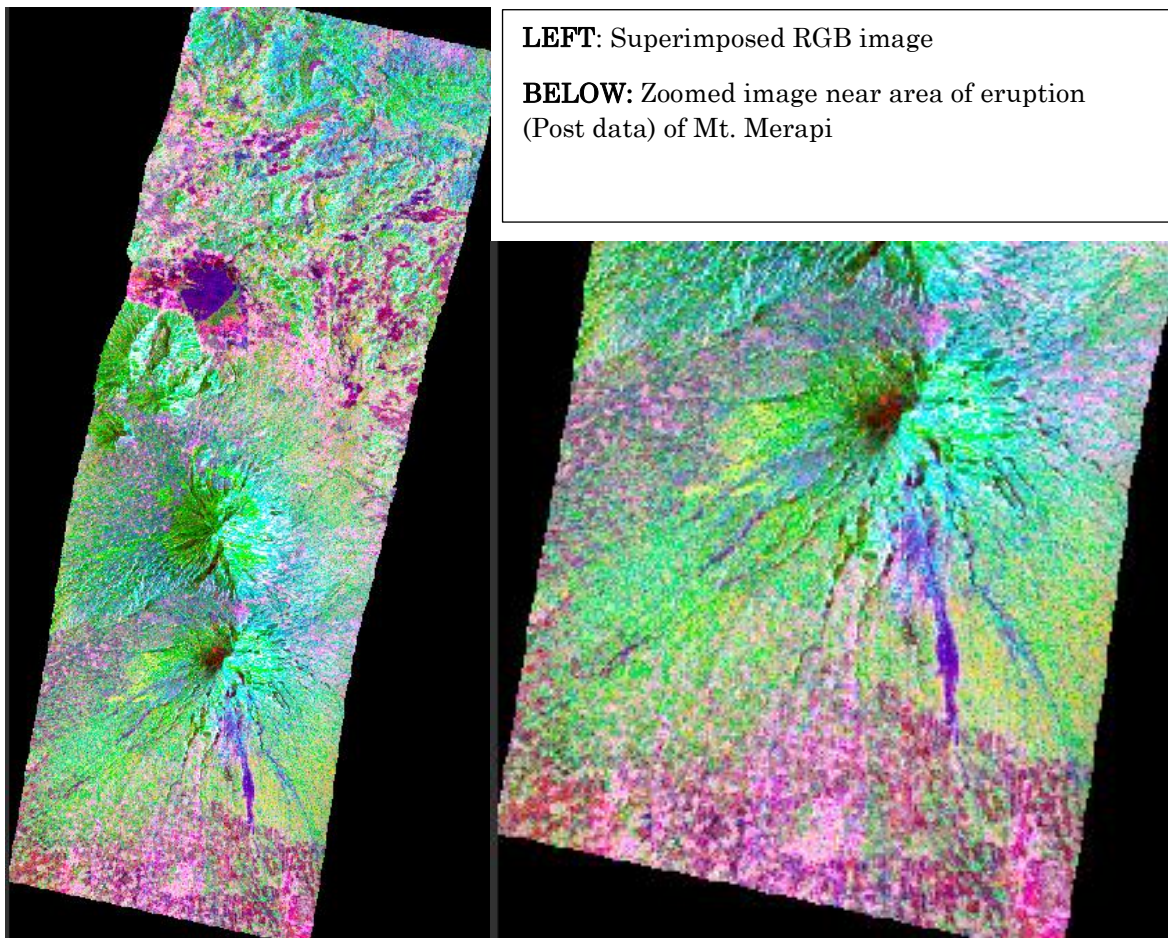 LEFT: Superimposed RGB image
BELOW: Zoomed image near area of eruption
(Post data) of Mt. Merapi